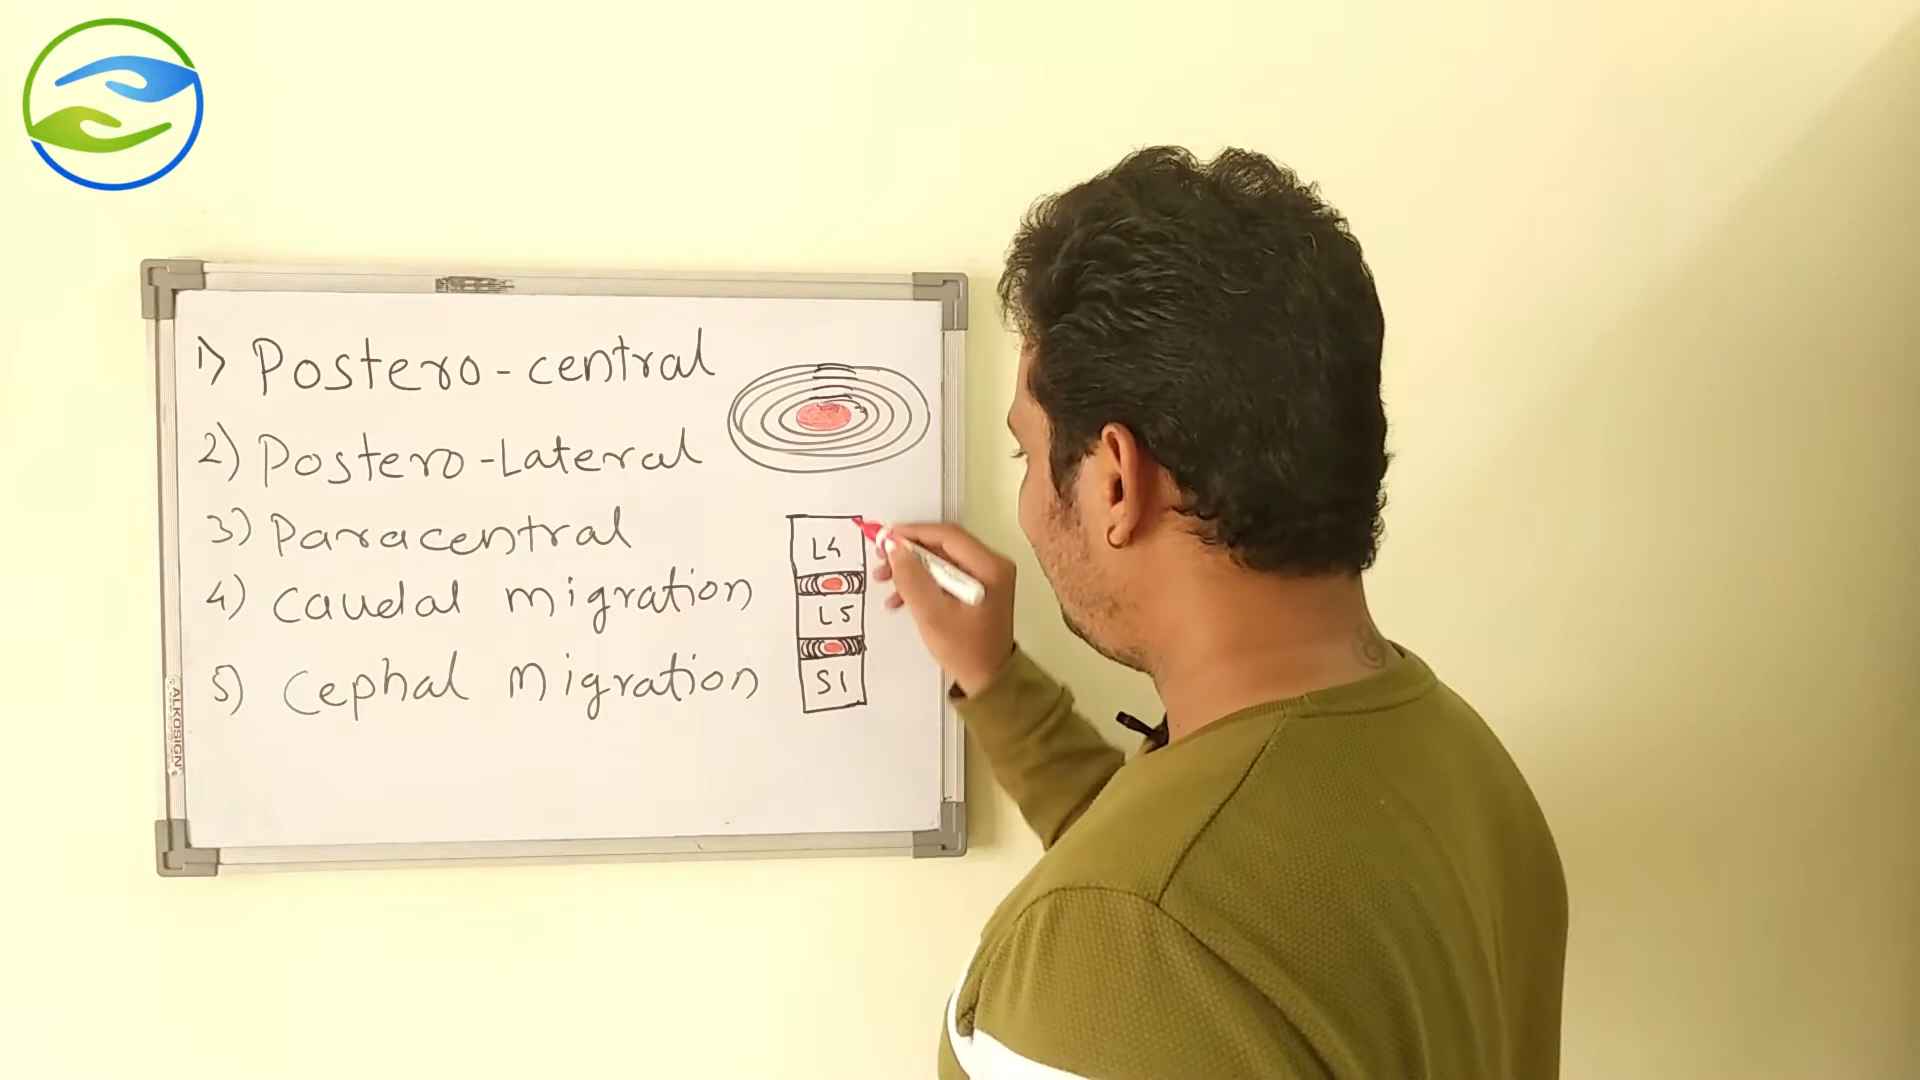 1) Postero-central
2) Postero-Lateral
3) Paracentral
4) caudal migration
5) cephal migration
L4
L5
S1
ALKOSIGN